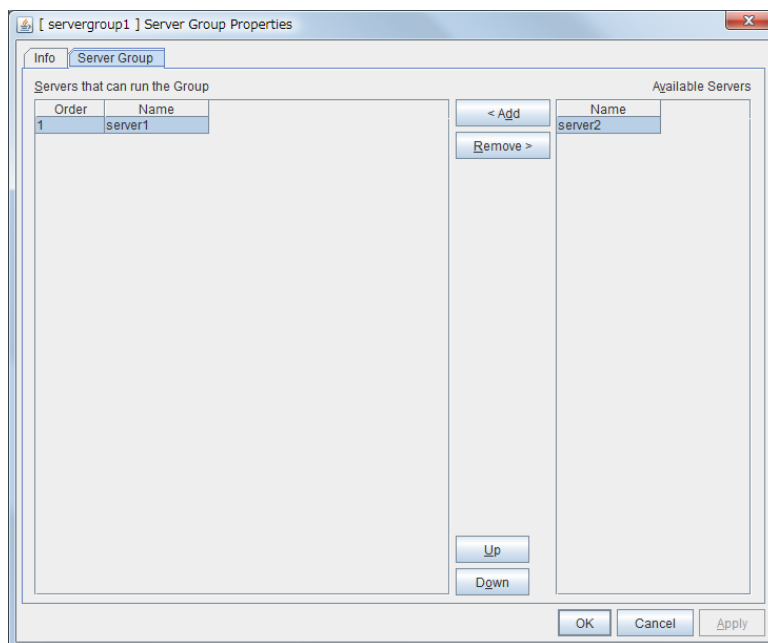 [ servergroup1 ] Server Group Properties
Info Server Group
Servers that can run the Group
Available Servers
Order Name
1 server1
< Add
Remove >
Name
server2
Up
Down
OK Cancel Apply